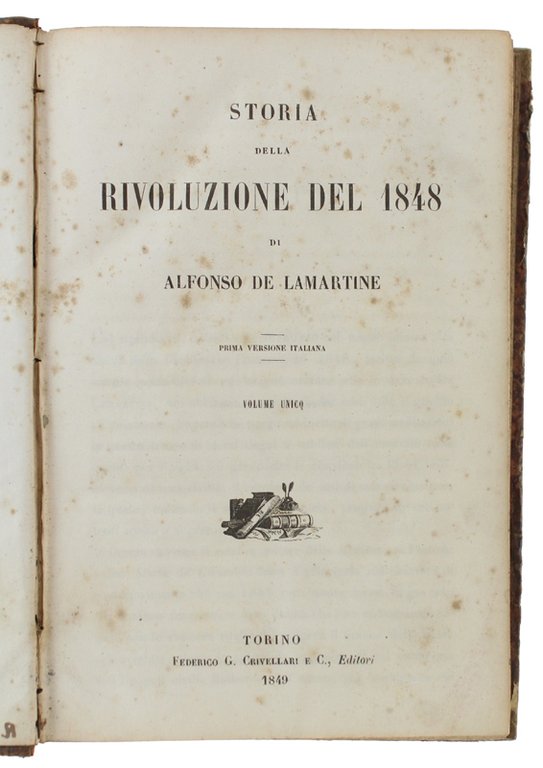 STORIA
DELLA
RIVOLUZIONE DEL 1848
DI
ALFONSO DE LAMARTINE
PRIMA VERSIONE ITALIANA
VOLUME UNICO
TORINO
FEDERICO G. CRIVELLARI E C., Editori
1849